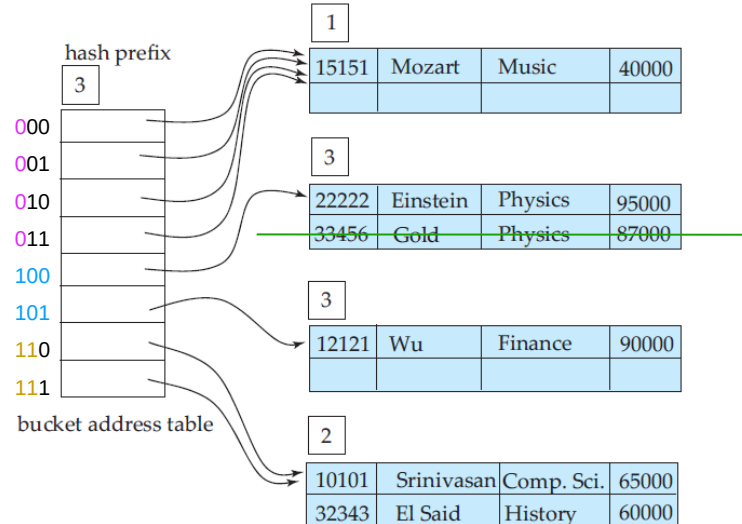 hash prefix
3
000
001
010
011
100
101
110
111
bucket address table
1
15151 Mozart Music 40000
3
22222 Einstein Physics 95000
33456 Gold Physics 87000
3
12121 Wu Finance 90000
2
10101 Srinivasan Comp. Sci. 65000
32343 El Said History 60000